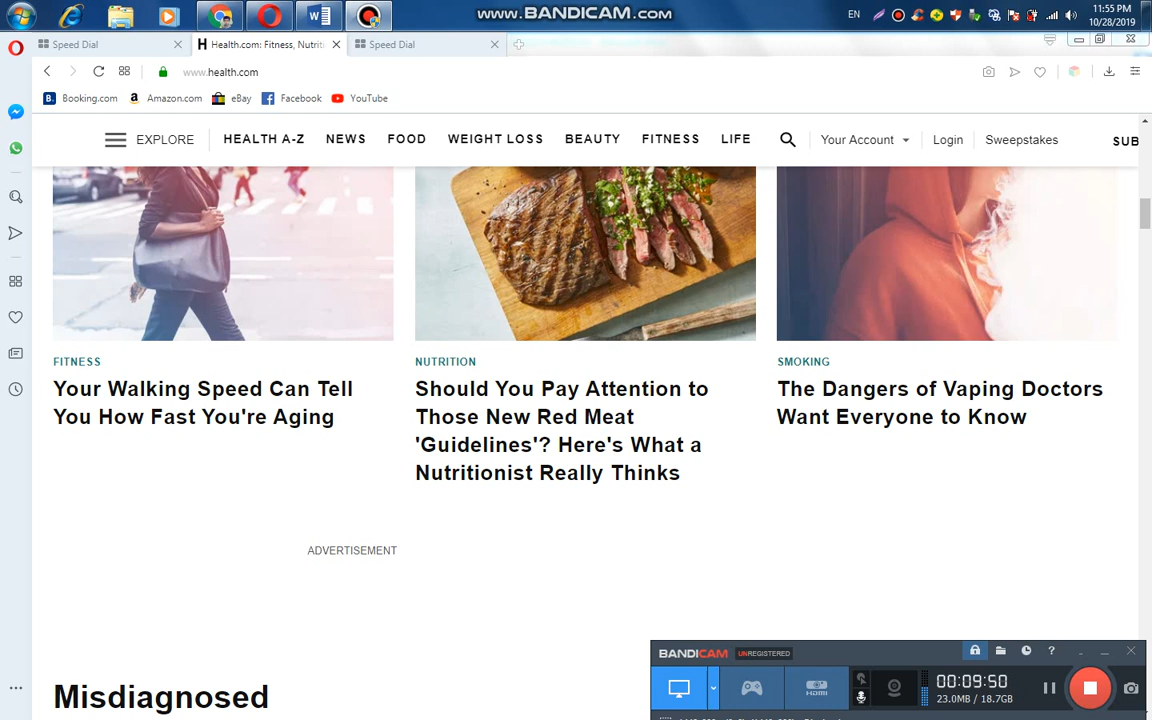 www.BANDICAM.com
EN
11:55 PM
10/28/2019
Speed Dial
Health.com: Fitness, Nutriti
Speed Dial
www.health.com
Booking.com
Amazon.com
eBay
Facebook
YouTube
EXPLORE
HEALTH A-Z
NEWS
FOOD
WEIGHT LOSS
BEAUTY
FITNESS
LIFE
Your Account
Login
Sweepstakes
SUB
FITNESS
Your Walking Speed Can Tell
You How Fast You're Aging
NUTRITION
Should You Pay Attention to
Those New Red Meat
'Guidelines'? Here's What a
Nutritionist Really Thinks
SMOKING
The Dangers of Vaping Doctors
Want Everyone to Know
ADVERTISEMENT
Misdiagnosed
BANDICAM
UNREGISTERED
HDMI
00:09:50
23.0MB / 18.7GB